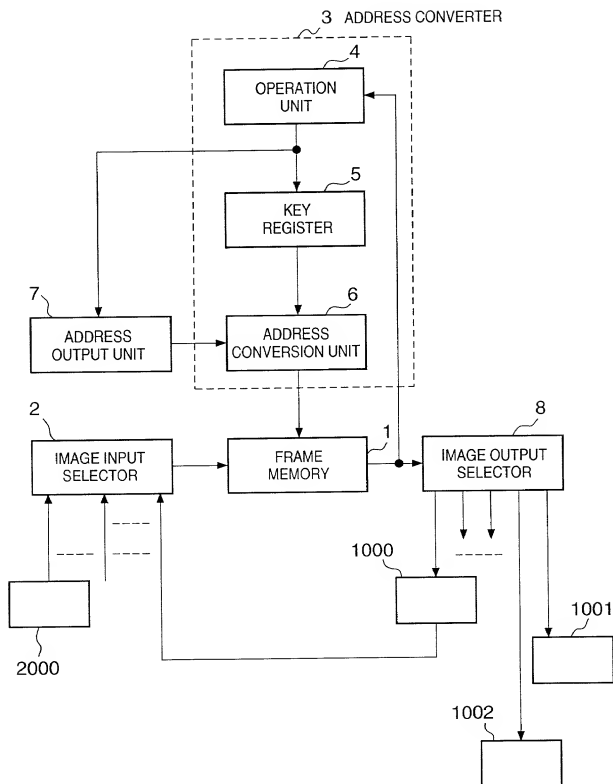 3 ADDRESS CONVERTER
4
OPERATION
UNIT
5
KEY
REGISTER
7
6
ADDRESS
OUTPUT UNIT
ADDRESS
CONVERSION UNIT
2
1
8
IMAGE INPUT
SELECTOR
FRAME
MEMORY
IMAGE OUTPUT
SELECTOR
1000
2000
1001
1002